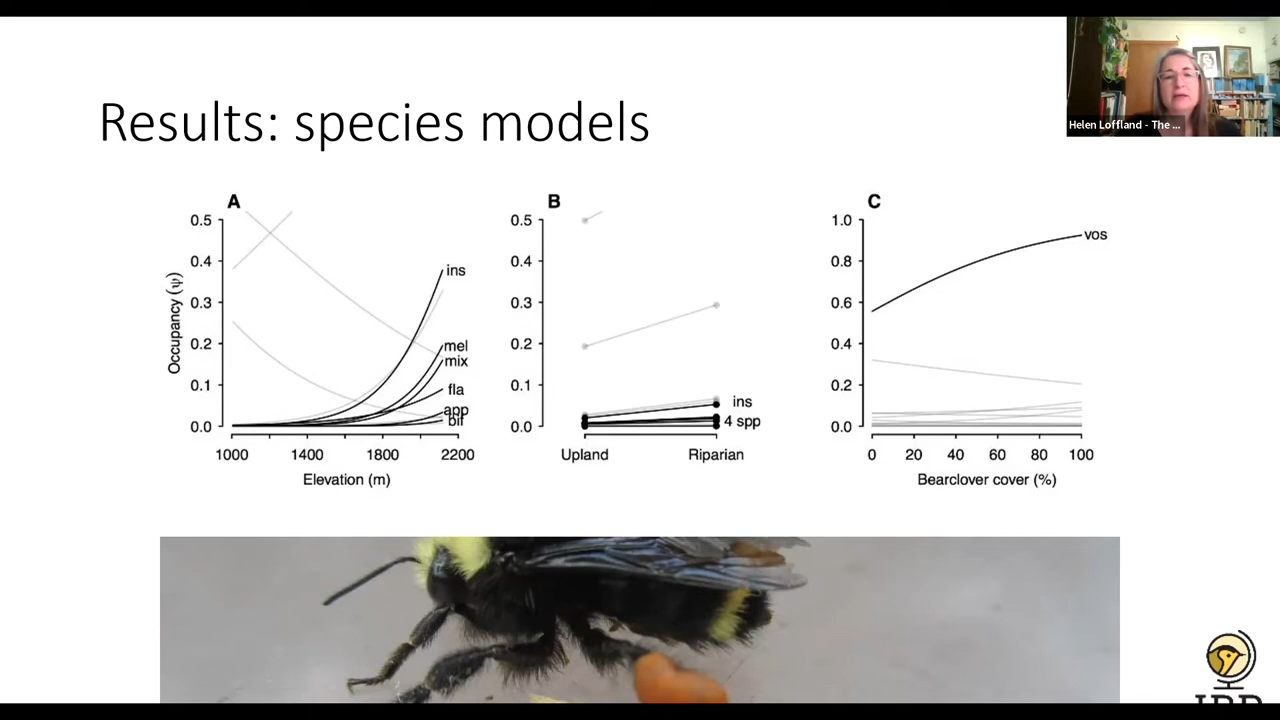 Helen Loffland - The ...
Results: species models
A
B
C
Occupancy (ψ)
0.5
0.4
0.3
0.2
0.1
0.0
ins
mel
mix
fla
app
bif
1000
1400
1800
2200
Elevation (m)
0.5
0.4
0.3
0.2
0.1
0.0
ins
4 spp
Upland
Riparian
1.0
0.8
0.6
0.4
0.2
0.0
vos
0
20
40
60
80
100
Bearclover cover (%)
IBP